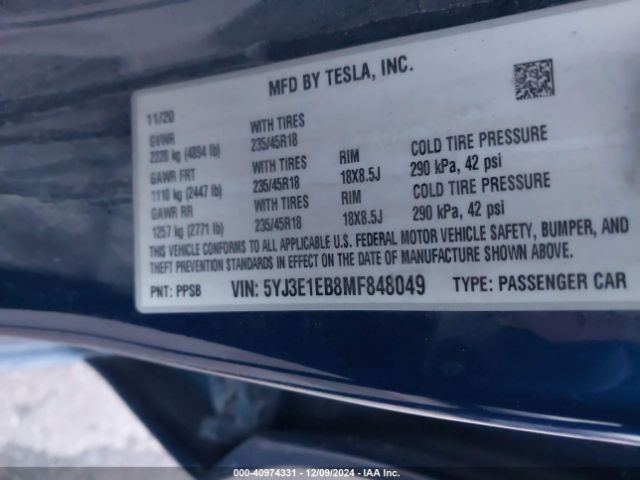 MFD BY TESLA, INC.
11/20
GVWR WITH TIRES
2220 kg (4894 lb) 235/45R18
GAWR FRT WITH TIRES RIM COLD TIRE PRESSURE
1110 kg (2447 lb) 235/45R18 18X8.5J 290 kPa, 42 psi
GAWR RR WITH TIRES RIM COLD TIRE PRESSURE
1257 kg (2771 lb) 235/45R18 18X8.5J 290 kPa, 42 psi
THIS VEHICLE CONFORMS TO ALL APPLICABLE U.S. FEDERAL MOTOR VEHICLE SAFETY, BUMPER, AND
THEFT PREVENTION STANDARDS IN EFFECT ON THE DATE OF MANUFACTURE SHOWN ABOVE.
PNT: PPSB VIN: 5YJ3E1EB8MF848049 TYPE: PASSENGER CAR
000-40974331 - 12/09/2024 - IAA Inc.